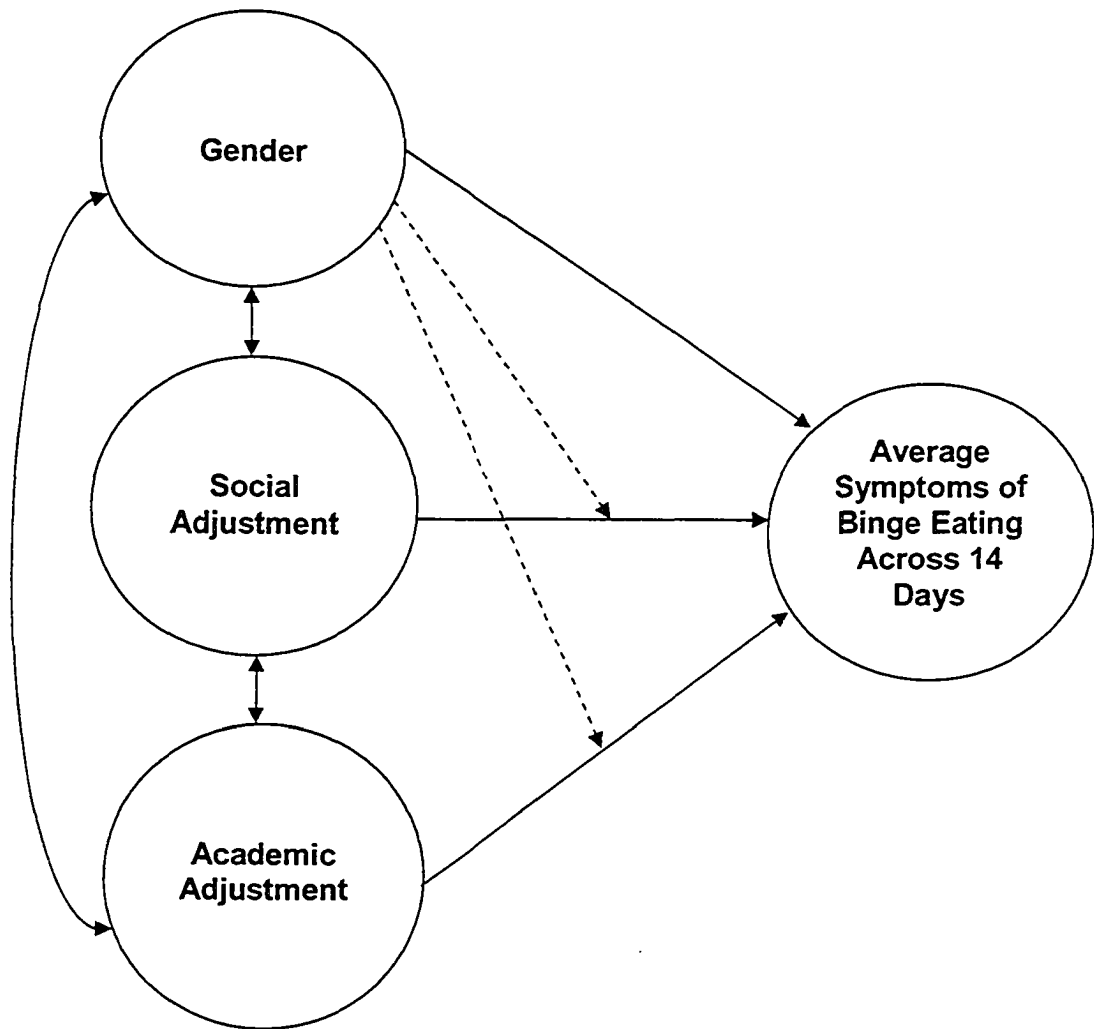 Gender
Social
Adjustment
Academic
Adjustment
Average
Symptoms of
Binge Eating
Across 14
Days